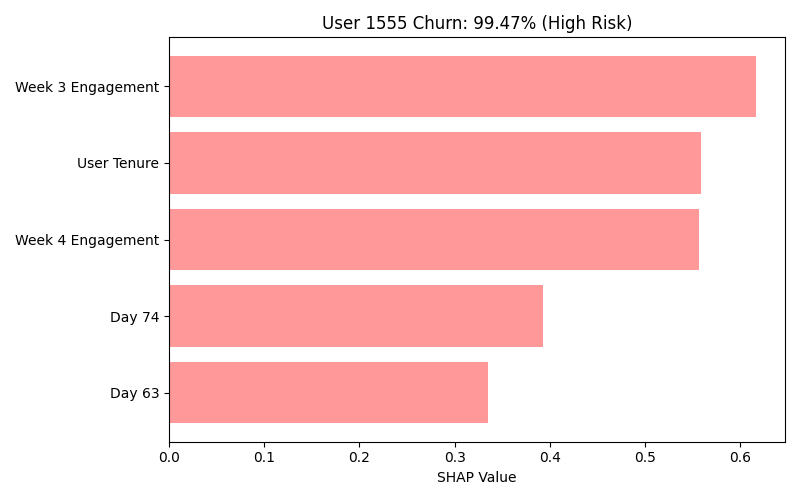 User 1555 Churn: 99.47% (High Risk)
Week 3 Engagement
User Tenure
Week 4 Engagement
Day 74
Day 63
0.0 0.1 0.2 0.3 0.4 0.5 0.6
SHAP Value